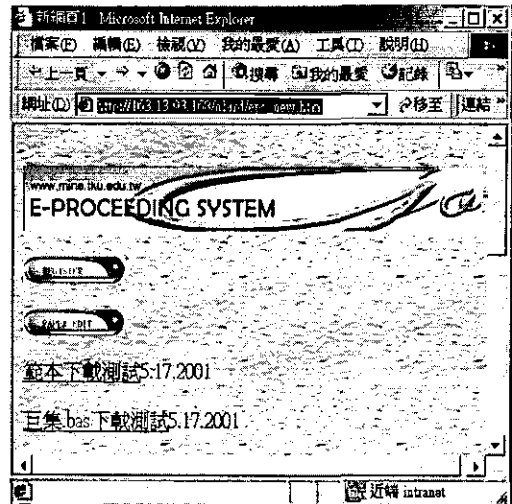 新網頁1 - Microsoft Internet Explorer
檔案(F) 編輯(E) 檢視(V) 我的最愛(A) 工具(T) 說明(H)
上一頁 搜尋 我的最愛 記錄
網址(D) 移至 連結 »
www.mine.tku.edu.tw
E-PROCEEDING SYSTEM
REGISTER
PAPER EDIT
範本下載測試5.17.2001
巨集.bas下載測試5.17.2001
近端 intranet